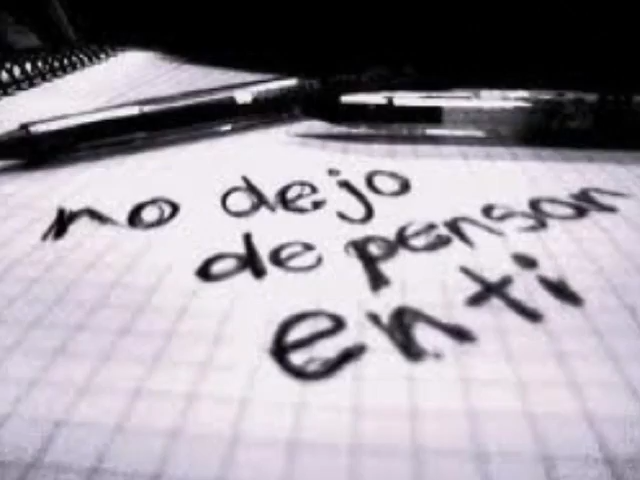 no dejo
de pensar
en ti